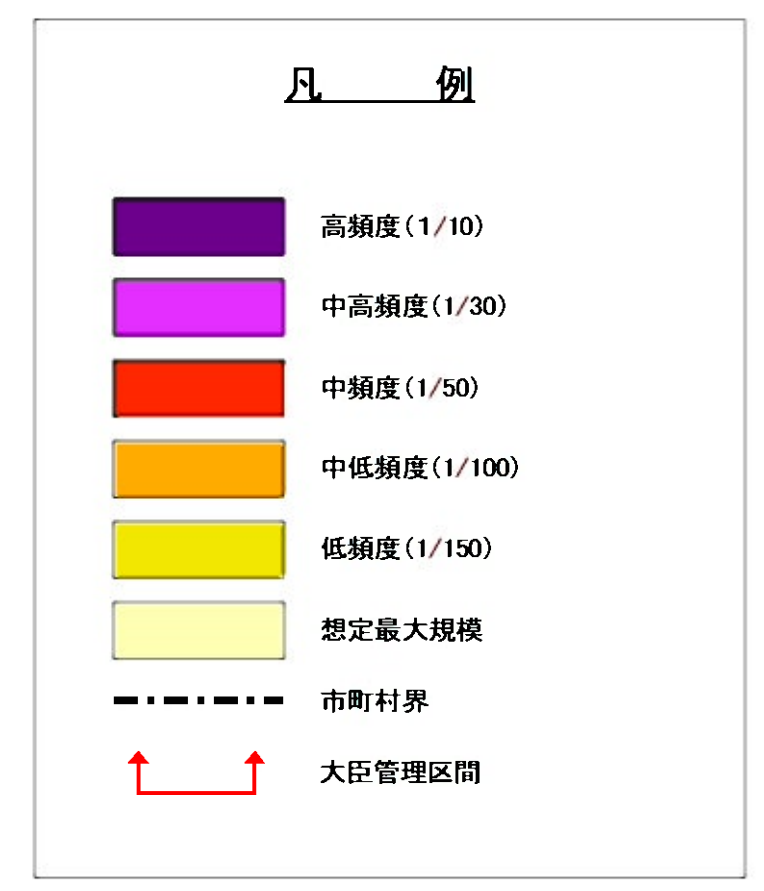 凡　例
高頻度(1/10)
中高頻度(1/30)
中頻度(1/50)
中低頻度(1/100)
低頻度(1/150)
想定最大規模
市町村界
大臣管理区間